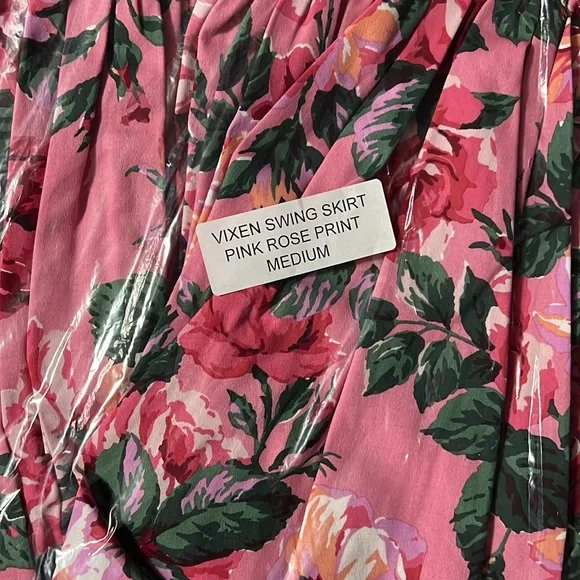 VIXEN SWING SKIRT
PINK ROSE PRINT
MEDIUM